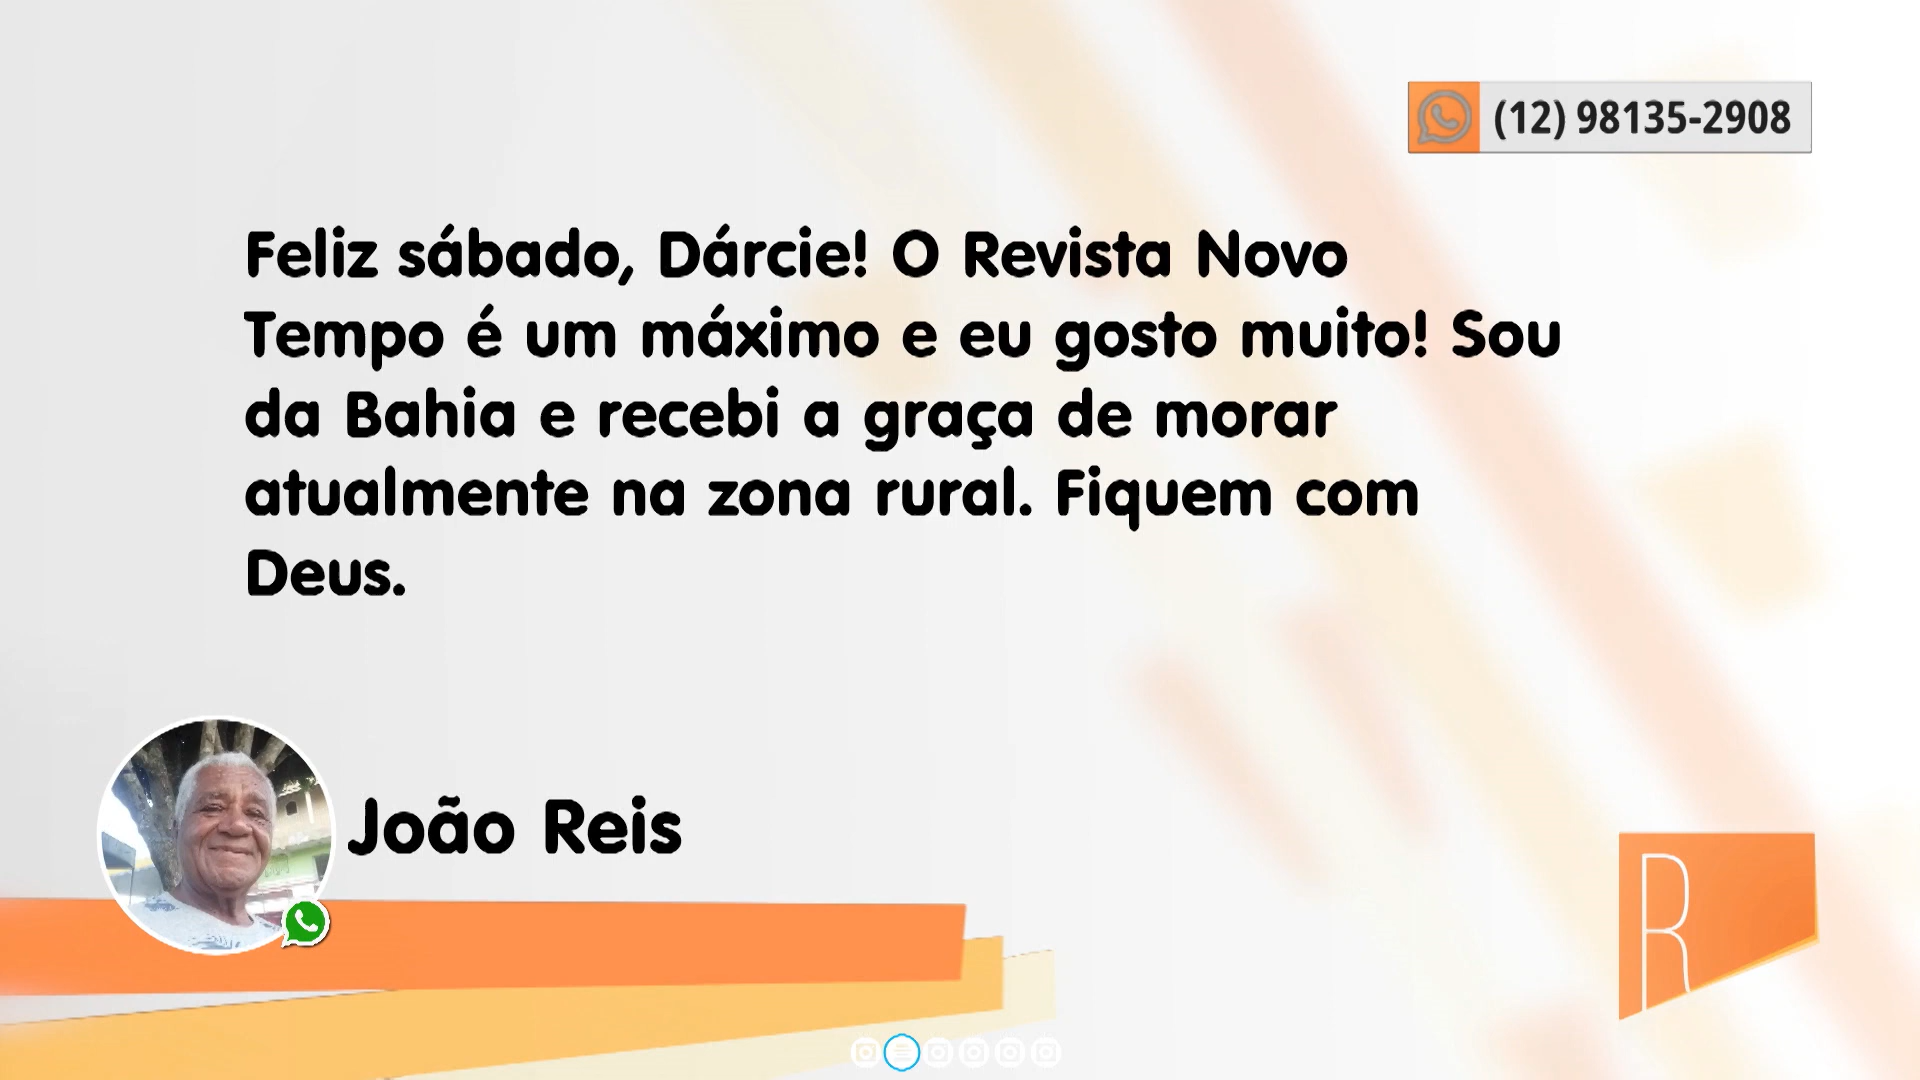 (12) 98135-2908
Feliz sábado, Dárcie! O Revista Novo
Tempo é um máximo e eu gosto muito! Sou
da Bahia e recebi a graça de morar
atualmente na zona rural. Fiquem com
Deus.
João Reis
R